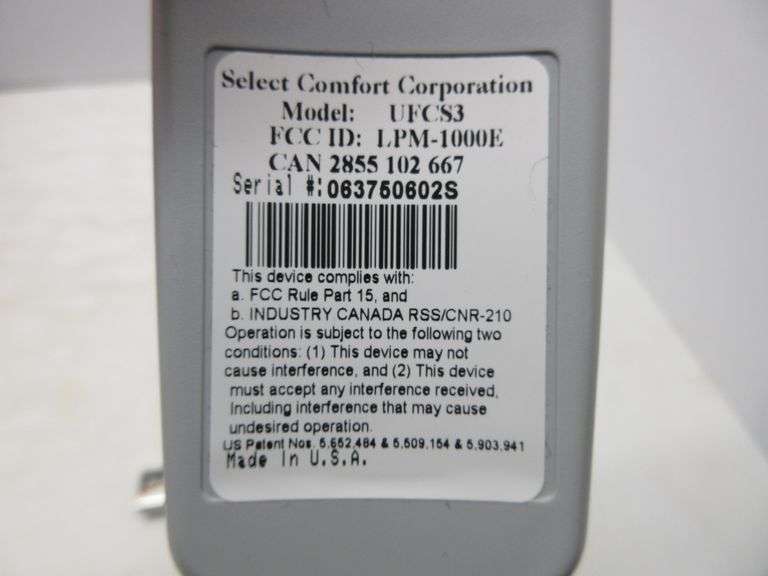 Select Comfort Corporation
Model: UFCS3
FCC ID: LPM-1000E
CAN 2855 102 667
Serial #: 063750602S
This device complies with:
a. FCC Rule Part 15, and
b. INDUSTRY CANADA RSS/CNR-210
Operation is subject to the following two
conditions: (1) This device may not
cause interference, and (2) This device
must accept any interference received,
Including interference that may cause
undesired operation.
US Patent Nos. 5,652,484 & 5,509,154 & 5,903,941
Made In U.S.A.